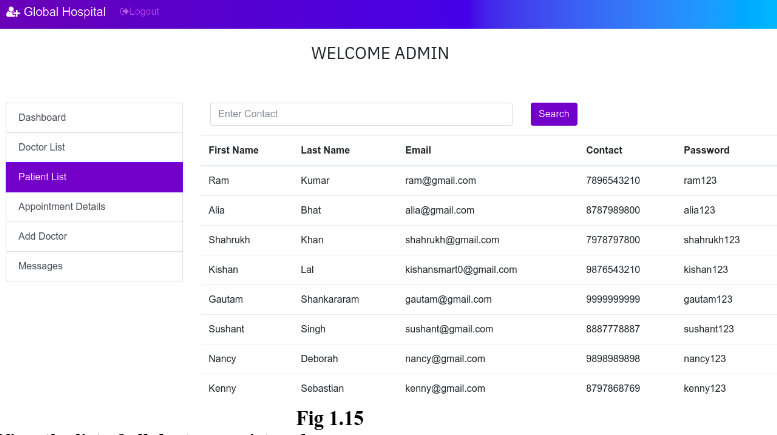 Global Hospital Logout
WELCOME ADMIN
Dashboard
Doctor List
Patient List
Appointment Details
Add Doctor
Messages
Enter Contact Search
First Name Last Name Email Contact Password
Ram Kumar ram@gmail.com 7896543210 ram123
Alia Bhat alia@gmail.com 8787989800 alia123
Shahrukh Khan shahrukh@gmail.com 7978797800 shahrukh123
Kishan Lal kishansmart0@gmail.com 9876543210 kishan123
Gautam Shankararam gautam@gmail.com 9999999999 gautam123
Sushant Singh sushant@gmail.com 8887778887 sushant123
Nancy Deborah nancy@gmail.com 9898989898 nancy123
Kenny Sebastian kenny@gmail.com 8797868769 kenny123
Fig 1.15